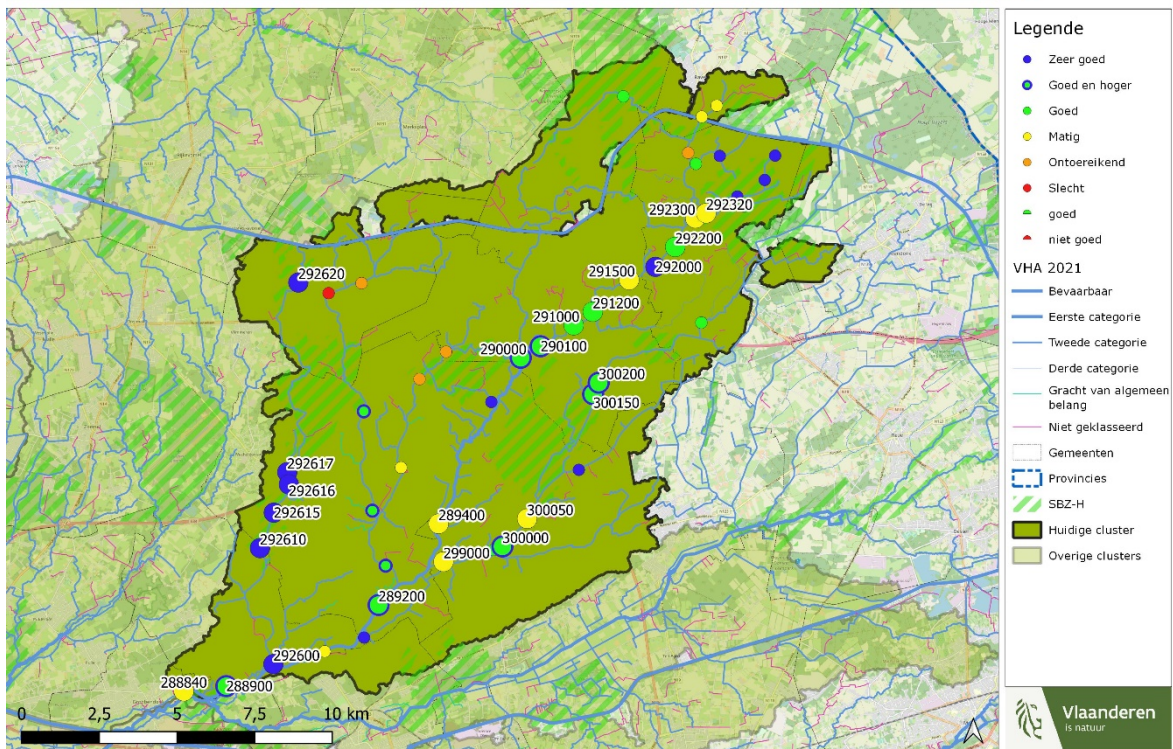 292300
292320
292200
292000
291500
292620
291200
291000
290100
290000
300200
300150
292617
292616
292615
292610
289400
300050
300000
299000
289200
292600
288840
288900
0
2,5
5
7,5
10 km
Legende
Zeer goed
Goed en hoger
Goed
Matig
Ontoereikend
Slecht
goed
niet goed
VHA 2021
Bevaarbaar
Eerste categorie
Tweede categorie
Derde categorie
Gracht van algemeen
belang
Niet geklasseerd
Gemeenten
Provincies
SBZ-H
Huidige cluster
Overige clusters
Vlaanderen
is natuur